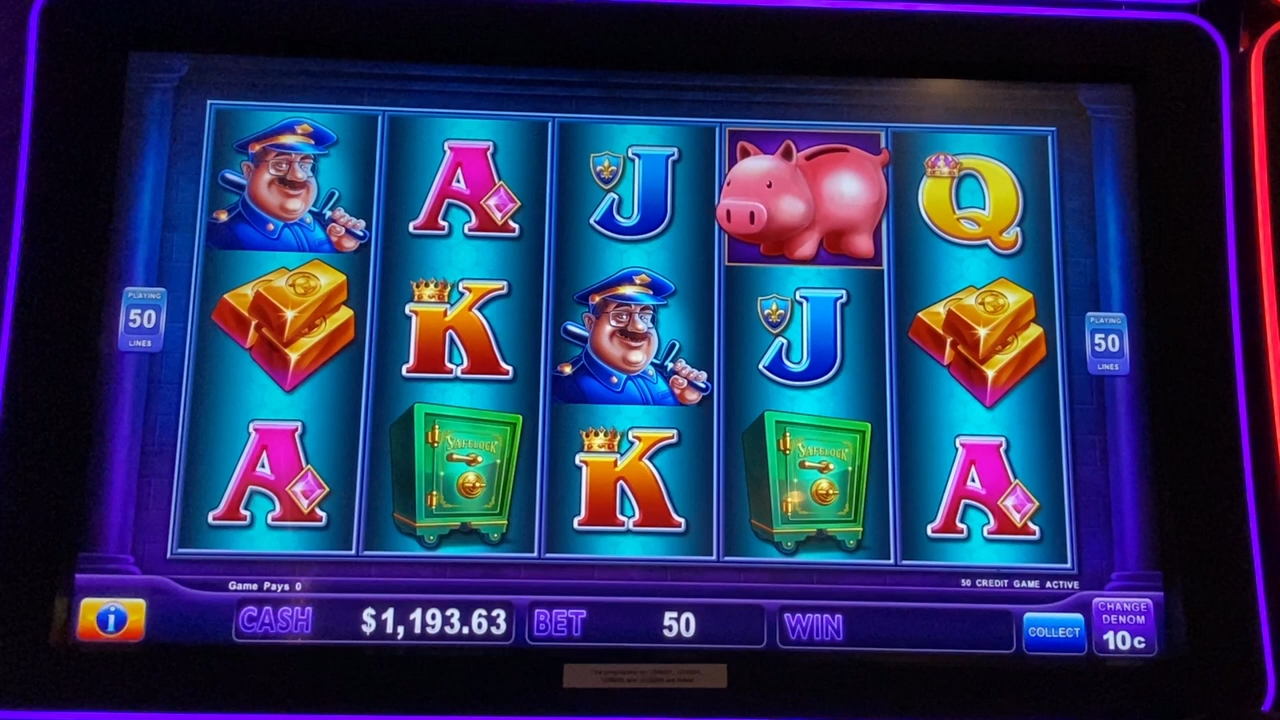 A
J
Q
K
J
A
SAFELOCK
K
SAFELOCK
A
PLAYING
50
LINES
PLAYING
50
LINES
Game Pays 0
50 CREDIT GAME ACTIVE
i
CASH $1,193.63
BET 50
WIN
COLLECT
CHANGE
DENOM
10¢